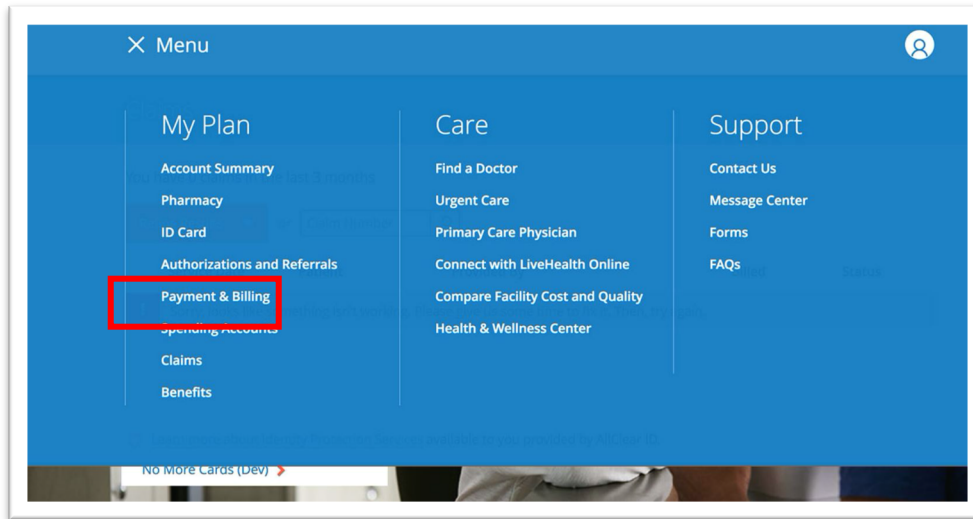 Menu
My Plan
Account Summary
Pharmacy
ID Card
Authorizations and Referrals
Payment & Billing
Spending Accounts
Claims
Benefits
Care
Find a Doctor
Urgent Care
Primary Care Physician
Connect with LiveHealth Online
Compare Facility Cost and Quality
Health & Wellness Center
Support
Contact Us
Message Center
Forms
FAQs
Status
No More Cards (Dev)